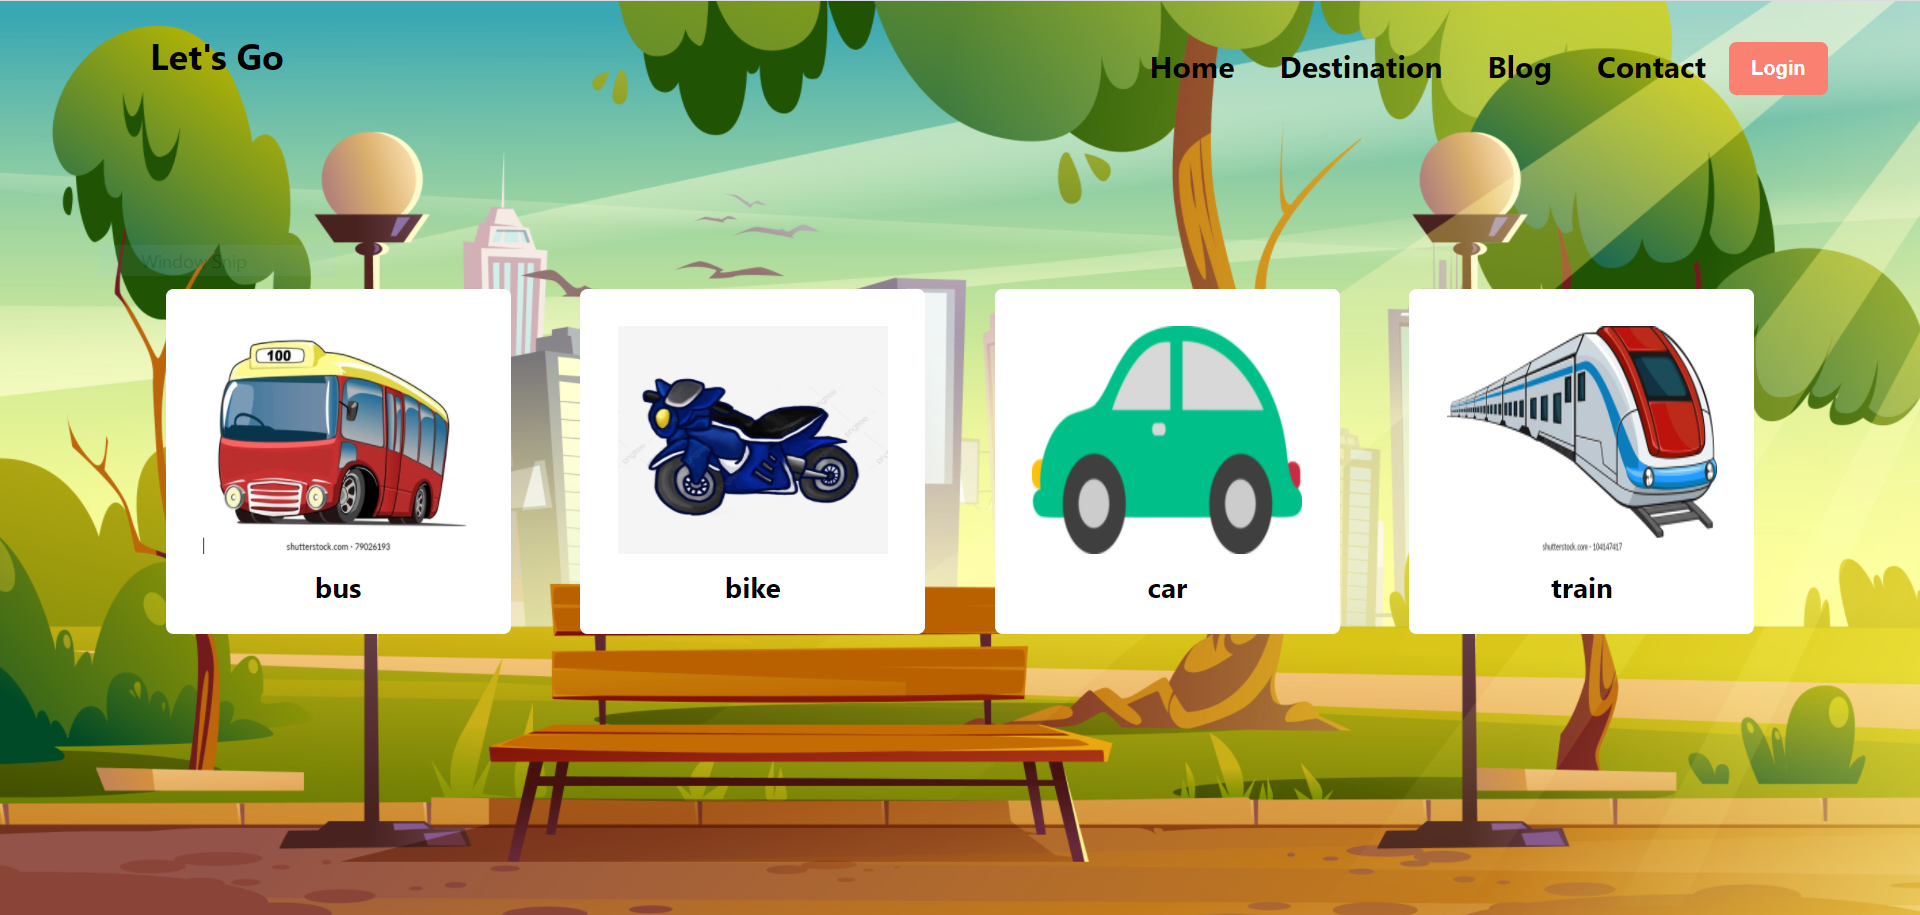 Let's Go
Home Destination Blog Contact Login
Window Snip
100
shutterstock.com · 79026193
shutterstock.com · 104147417
bus bike car train